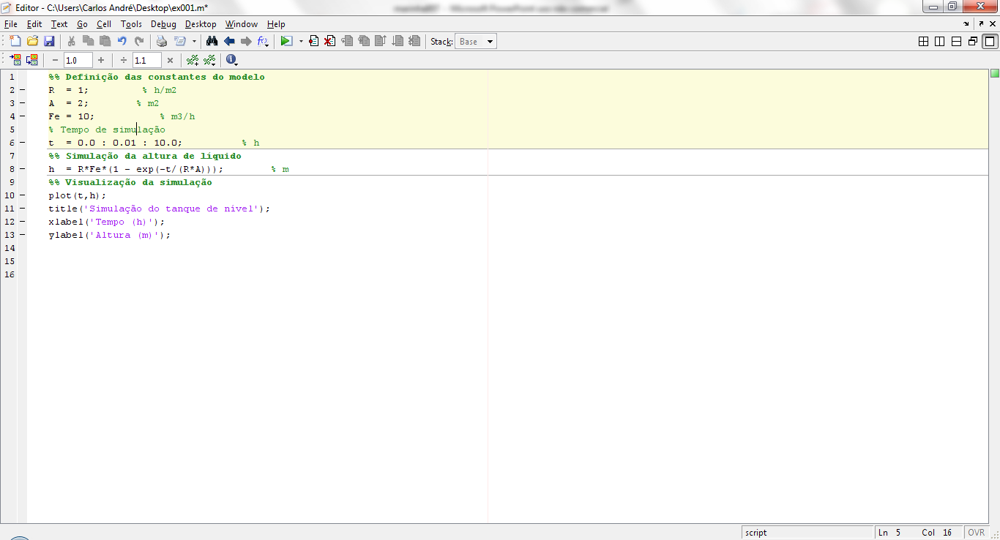 Editor - C:\Users\Carlos André\Desktop\ex001.m*
File Edit Text Go Cell Tools Debug Desktop Window Help
Stack: Base
1.0 1.1
1 %% Definição das constantes do modelo
2 R = 1; % h/m2
3 A = 2; % m2
4 Fe = 10; % m3/h
5 % Tempo de simulação
6 t = 0.0 : 0.01 : 10.0; % h
7 %% Simulação da altura de líquido
8 h = R*Fe*(1 - exp(-t/(R*A))); % m
9 %% Visualização da simulação
10 plot(t,h);
11 title('Simulação do tanque de nível');
12 xlabel('Tempo (h)');
13 ylabel('Altura (m)');
14
15
16
script Ln 5 Col 16 OVR